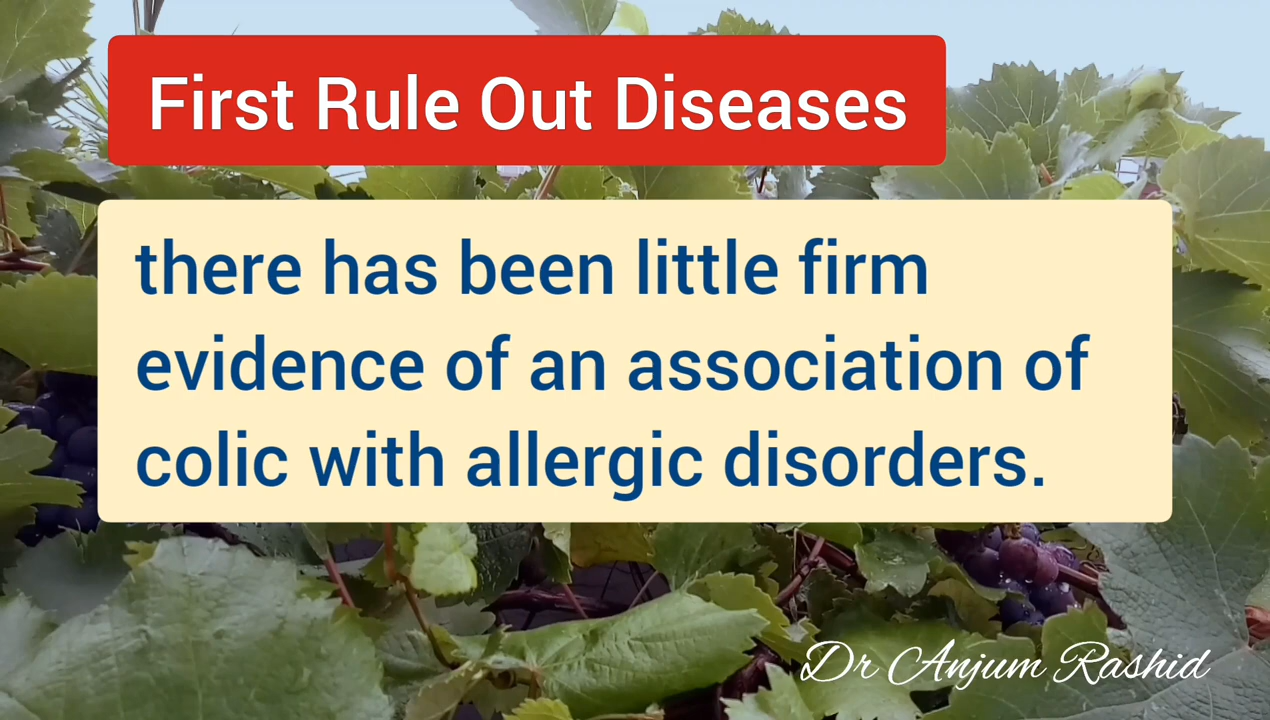 First Rule Out Diseases
there has been little firm
evidence of an association of
colic with allergic disorders.
Dr Anjum Rashid